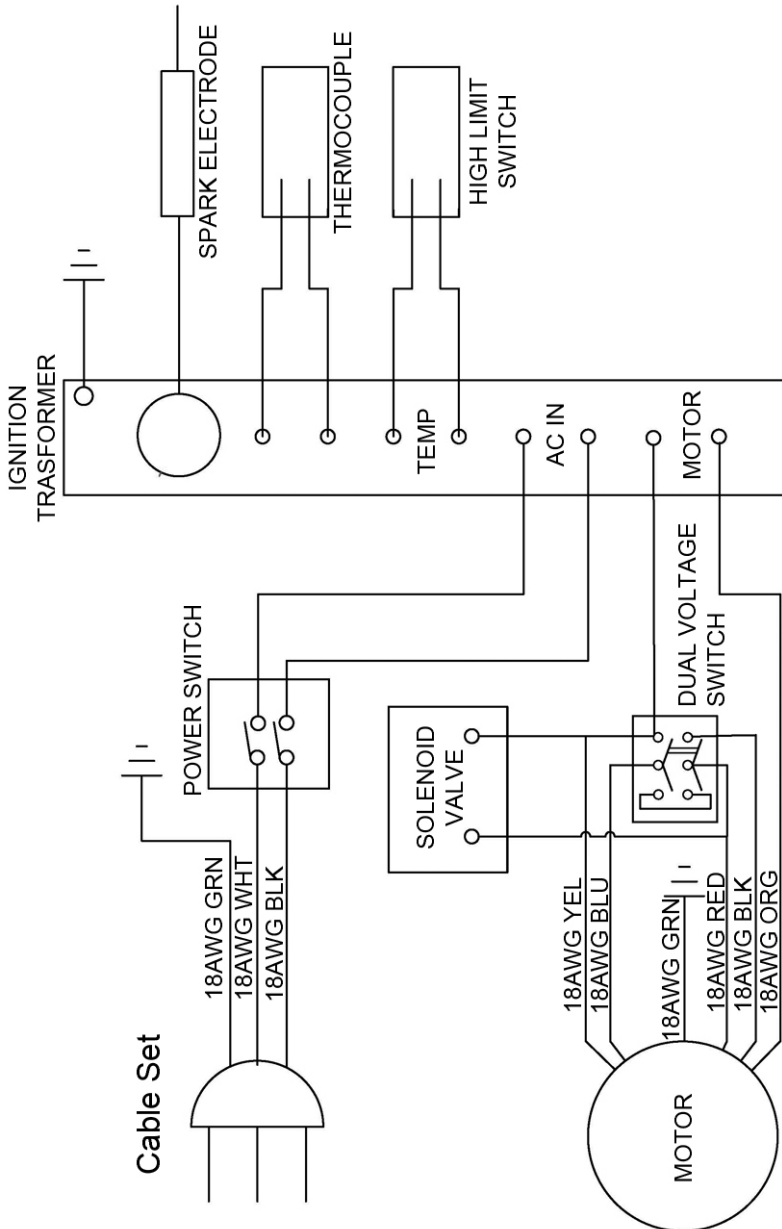 IGNITION
TRASFORMER
SPARK ELECTRODE
THERMOCOUPLE
HIGH LIMIT
SWITCH
TEMP
AC IN
MOTOR
POWER SWITCH
SOLENOID
VALVE
DUAL VOLTAGE
SWITCH
Cable Set
18AWG GRN
18AWG WHT
18AWG BLK
18AWG YEL
18AWG BLU
18AWG GRN
18AWG RED
18AWG BLK
18AWG ORG
MOTOR